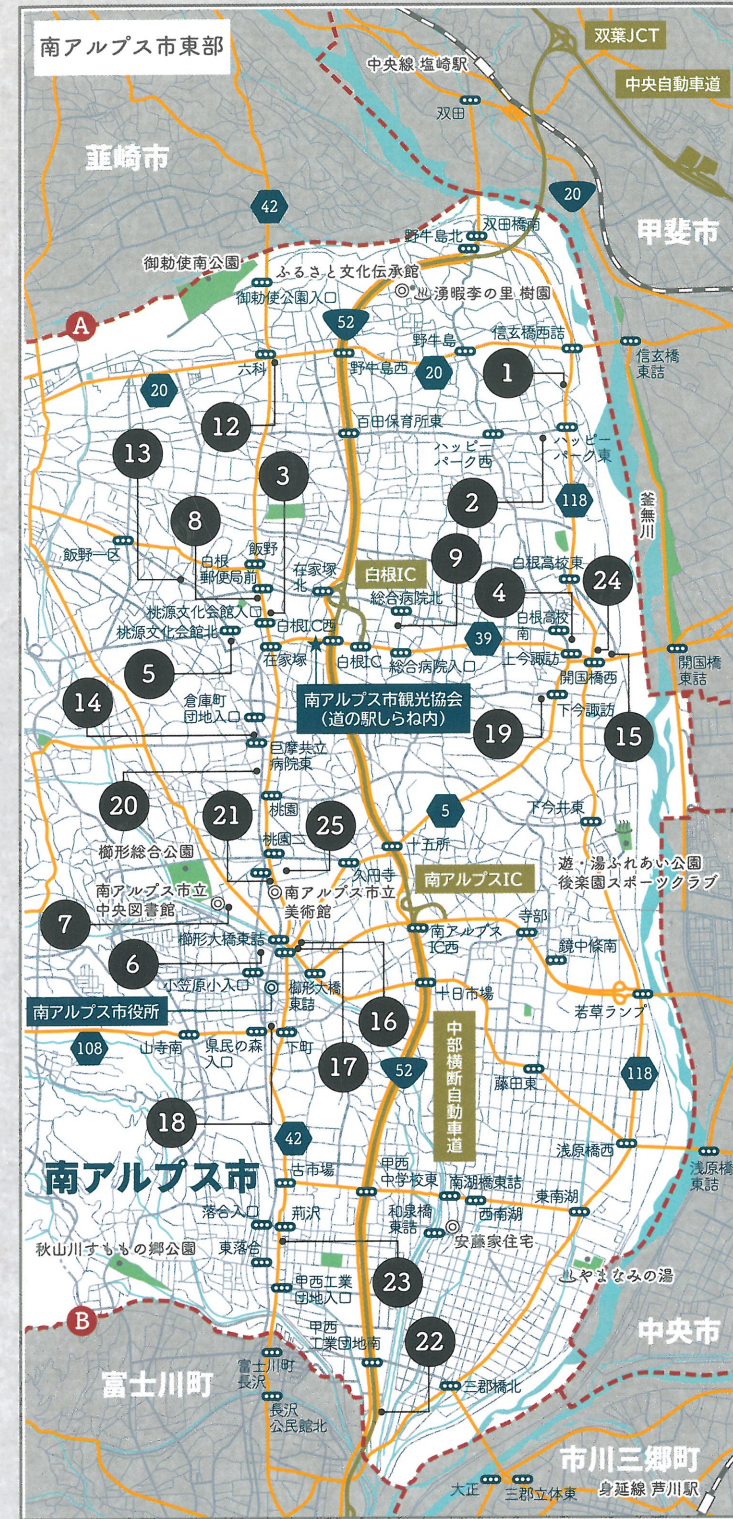 南アルプス市東部
双葉JCT
中央線 塩崎駅
中央自動車道
双田
韮崎市
42
20
甲斐市
双田橋南
野牛島北
御勅使南公園
ふるさと文化伝承館
御勅使公園入口
湧暇李の里 樹園
A
52
野牛島
信玄橋西詰
信玄橋
東詰
六科
野牛島西
20
1
20
12
百田保育所東
ハッピー
パーク西
ハッピー
パーク東
13
3
2
118
8
釜無川
飯野一区
飯野
白根
郵便局前
在家塚
北
白根IC
9
白根高校東
4
24
総合病院北
桃源文化会館入口
桃源文化会館北
白根IC西
39
白根高校
南
5
在家塚
白根IC
総合病院入口
上今諏訪
開国橋西
開国橋
東詰
14
倉庫町
団地入口
南アルプス市観光協会
(道の駅しらね内)
下今諏訪
19
15
巨摩共立
病院東
20
21
桃園
5
下今井東
25
桃園二
十五所
櫛形総合公園
久円寺
遊・湯ふれあい公園
後楽園スポーツクラブ
南アルプスIC
南アルプス市立
中央図書館
南アルプス市立
美術館
7
寺部
櫛形大橋西詰
南アルプス
IC西
鏡中條南
6
小笠原小入口
櫛形大橋
東詰
十日市場
16
若草ランプ
南アルプス市役所
108
山寺南
県民の森
入口
下町
17
52
中部横断自動車道
藤田東
118
18
42
浅原橋西
浅原橋
東詰
南アルプス市
古市場
甲西
中学校東
南湖橋東詰
東南湖
落合入口
荊沢
和泉橋
東詰
西南湖
東落合
安藤家住宅
秋山川すももの郷公園
23
やまなみの湯
甲西工業
団地入口
B
甲西
工業団地南
22
中央市
富士川町
富士川町
長沢
三郡橋北
長沢
公民館北
市川三郷町
大正
三郡立体東
身延線 芦川駅